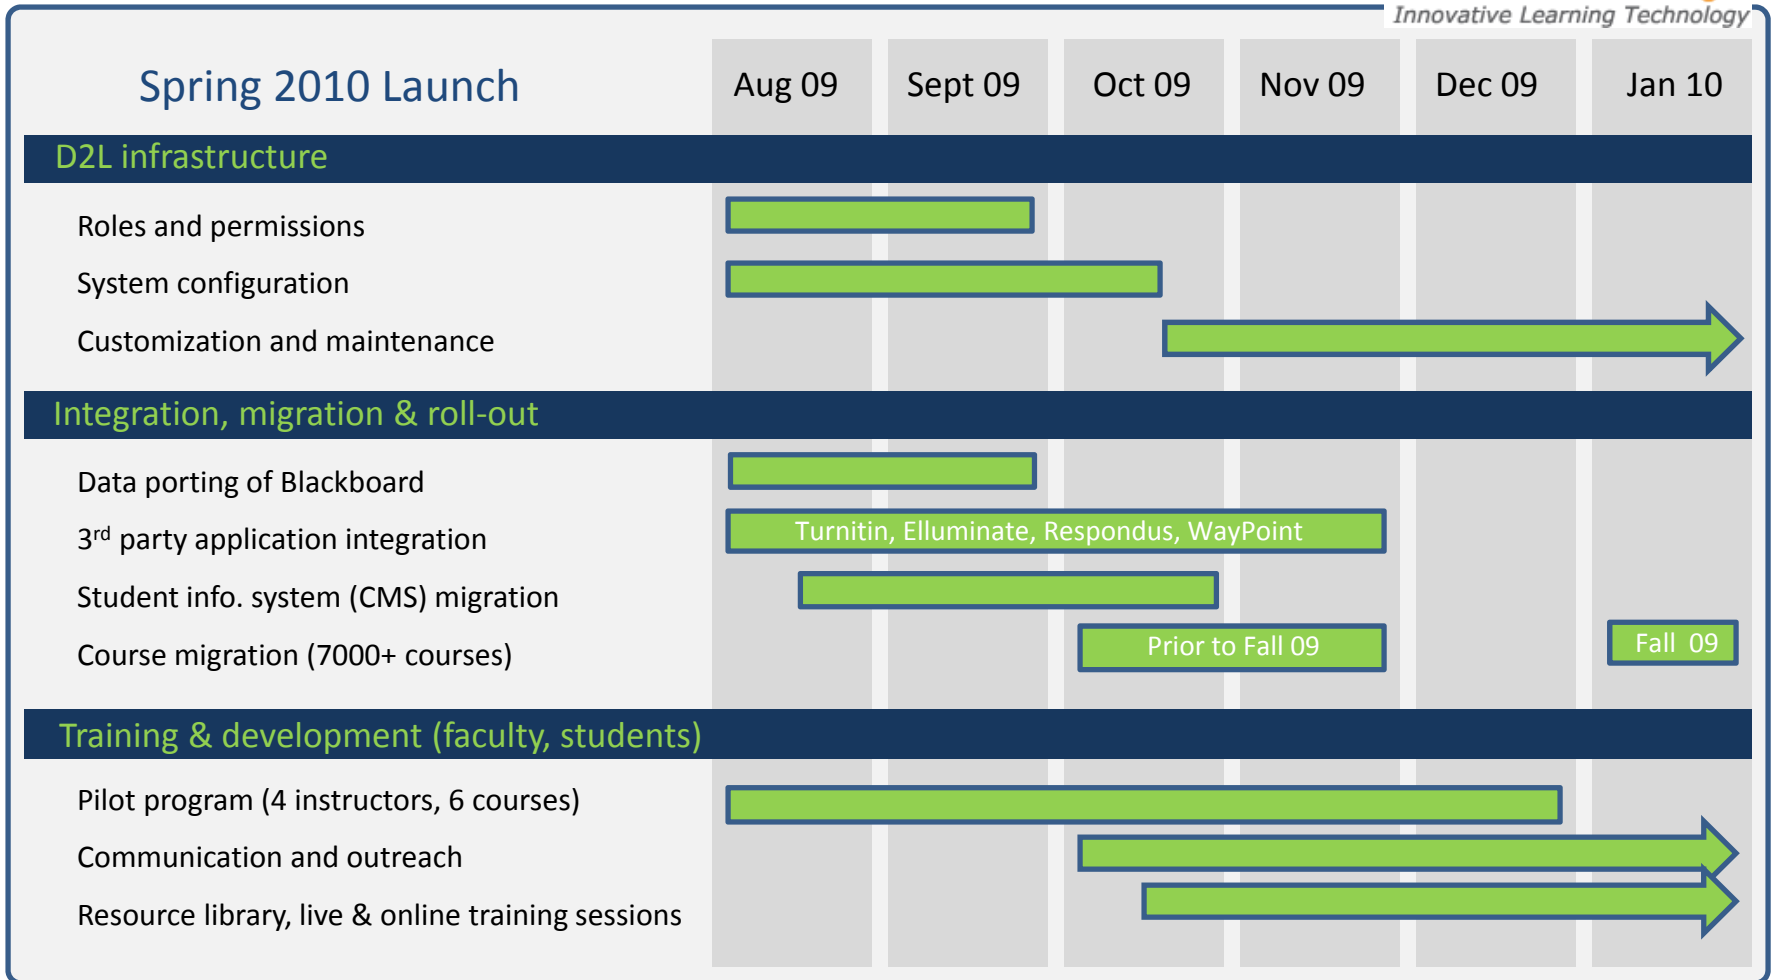 Innovative Learning Technology
Spring 2010 Launch
Aug 09 Sept 09 Oct 09 Nov 09 Dec 09 Jan 10
D2L infrastructure
Roles and permissions
System configuration
Customization and maintenance
Integration, migration & roll-out
Data porting of Blackboard
3rd party application integration Turnitin, Elluminate, Respondus, WayPoint
Student info. system (CMS) migration
Course migration (7000+ courses) Prior to Fall 09 Fall 09
Training & development (faculty, students)
Pilot program (4 instructors, 6 courses)
Communication and outreach
Resource library, live & online training sessions